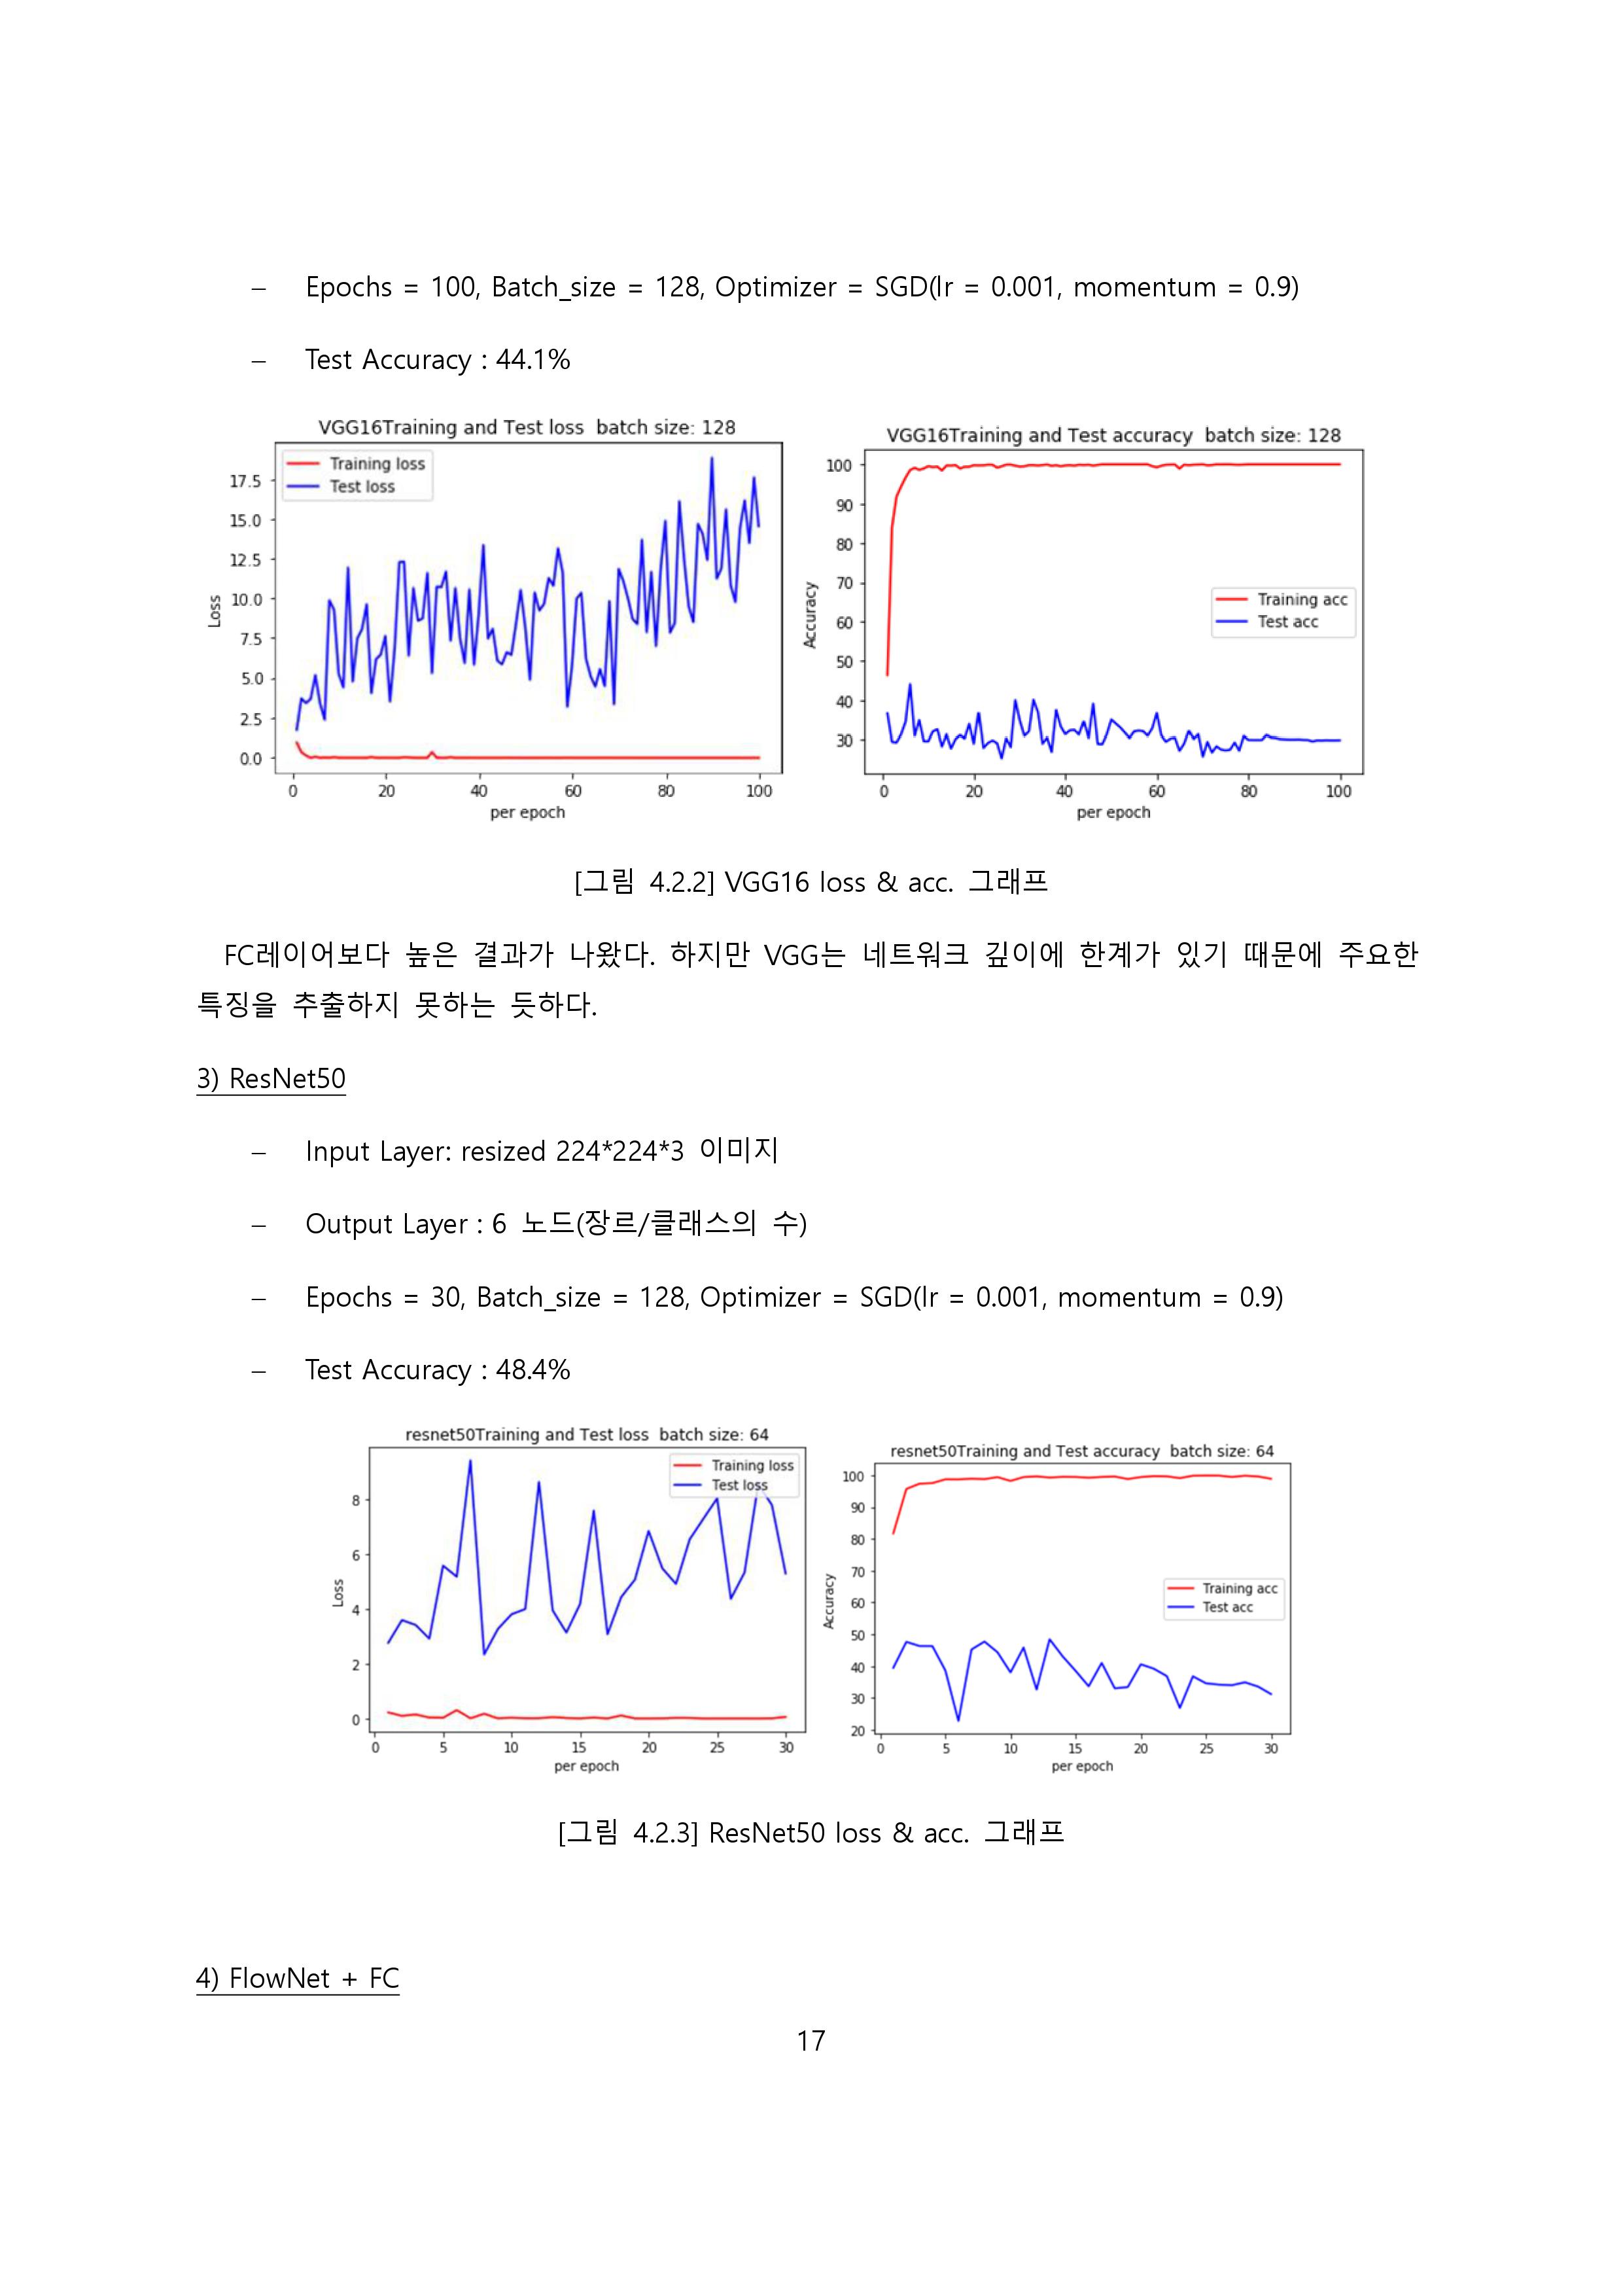 – Epochs = 100, Batch_size = 128, Optimizer = SGD(lr = 0.001, momentum = 0.9)
– Test Accuracy : 44.1%
VGG16Training and Test loss batch size: 128
Training loss
Test loss
17.5
15.0
12.5
10.0
7.5
5.0
2.5
0.0
Loss
0 20 40 60 80 100
per epoch
VGG16Training and Test accuracy batch size: 128
100
90
80
70
60
50
40
30
Accuracy
Training acc
Test acc
0 20 40 60 80 100
per epoch
[그림 4.2.2] VGG16 loss & acc. 그래프
FC레이어보다 높은 결과가 나왔다. 하지만 VGG는 네트워크 깊이에 한계가 있기 때문에 주요한
특징을 추출하지 못하는 듯하다.
3) ResNet50
– Input Layer: resized 224*224*3 이미지
– Output Layer : 6 노드(장르/클래스의 수)
– Epochs = 30, Batch_size = 128, Optimizer = SGD(lr = 0.001, momentum = 0.9)
– Test Accuracy : 48.4%
resnet50Training and Test loss batch size: 64
Training loss
Test loss
8
6
4
2
0
Loss
0 5 10 15 20 25 30
per epoch
resnet50Training and Test accuracy batch size: 64
100
90
80
70
60
50
40
30
20
Accuracy
Training acc
Test acc
0 5 10 15 20 25 30
per epoch
[그림 4.2.3] ResNet50 loss & acc. 그래프
4) FlowNet + FC
17